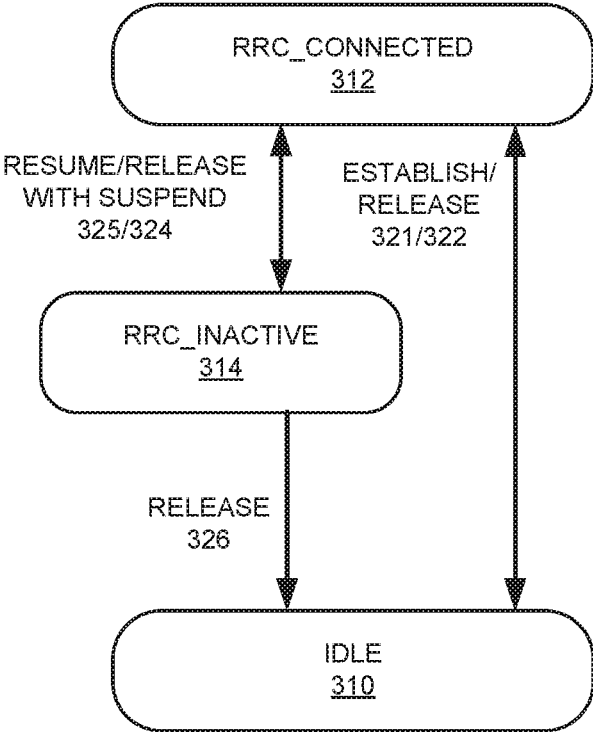 RRC_CONNECTED
312
RESUME/RELEASE
WITH SUSPEND
325/324
ESTABLISH/
RELEASE
321/322
RRC_INACTIVE
314
RELEASE
326
IDLE
310